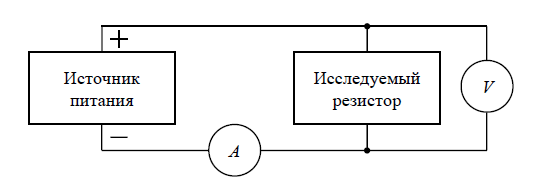 +
Источник
питания
Исследуемый
резистор
V
—
A